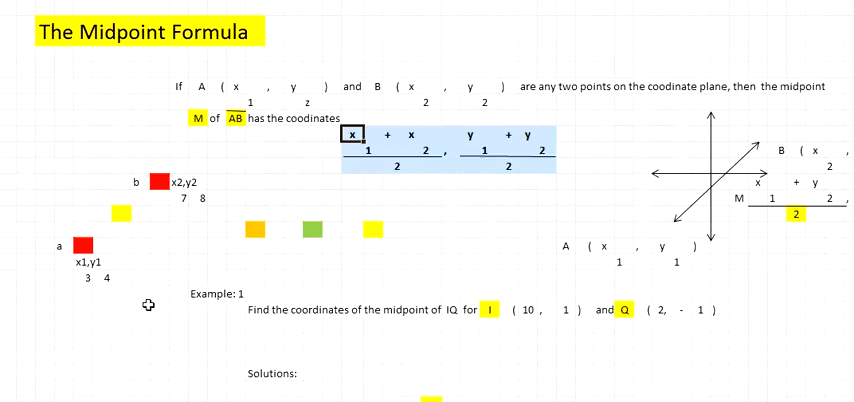 The Midpoint Formula
If A ( x , y ) and B ( x , y ) are any two points on the coodinate plane, then the midpoint
1 z 2 2
M of AB has the coodinates
x + x y + y
1 2 , 1 2
2 2
B ( x ,
2
x + y
M 1 2 ,
2
b x2,y2
7 8
a
x1,y1
3 4
A ( x , y )
1 1
Example: 1
Find the coordinates of the midpoint of IQ for I ( 10 , 1 ) and Q ( 2, - 1 )
Solutions: